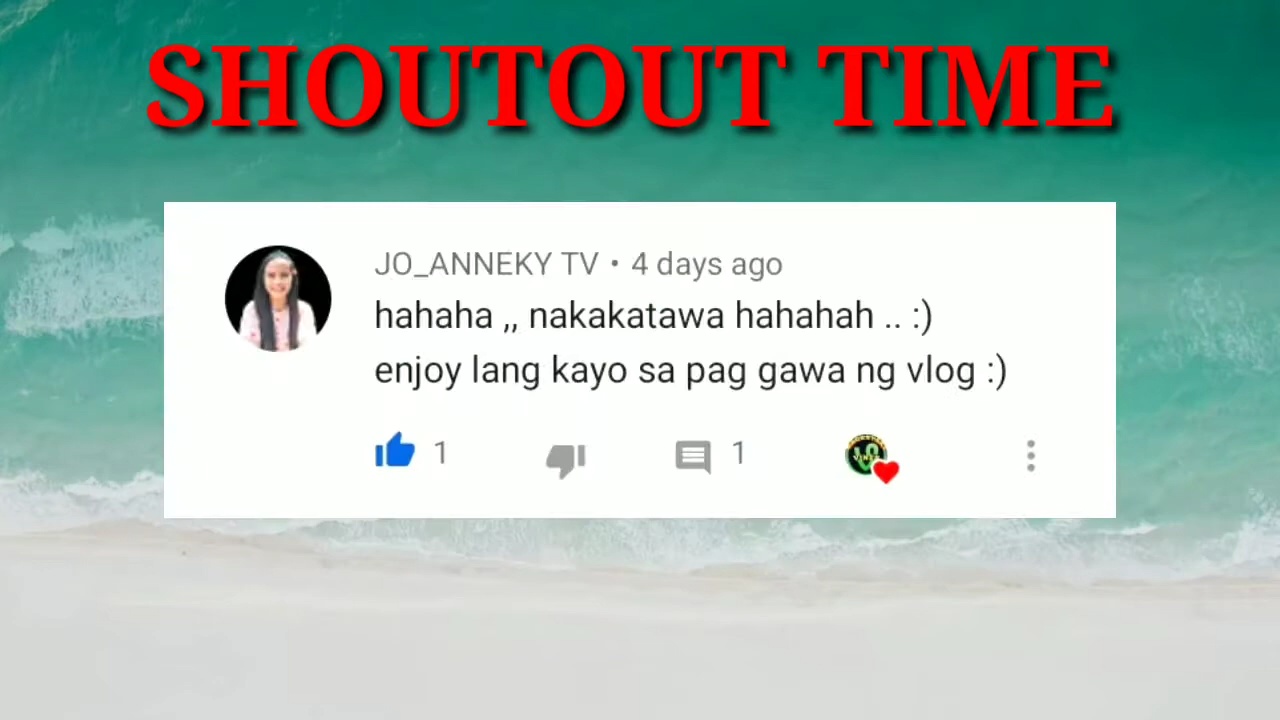 SHOUTOUT TIME
JO_ANNEKY TV • 4 days ago
hahaha ,, nakakatawa hahahah .. :)
enjoy lang kayo sa pag gawa ng vlog :)
1 1